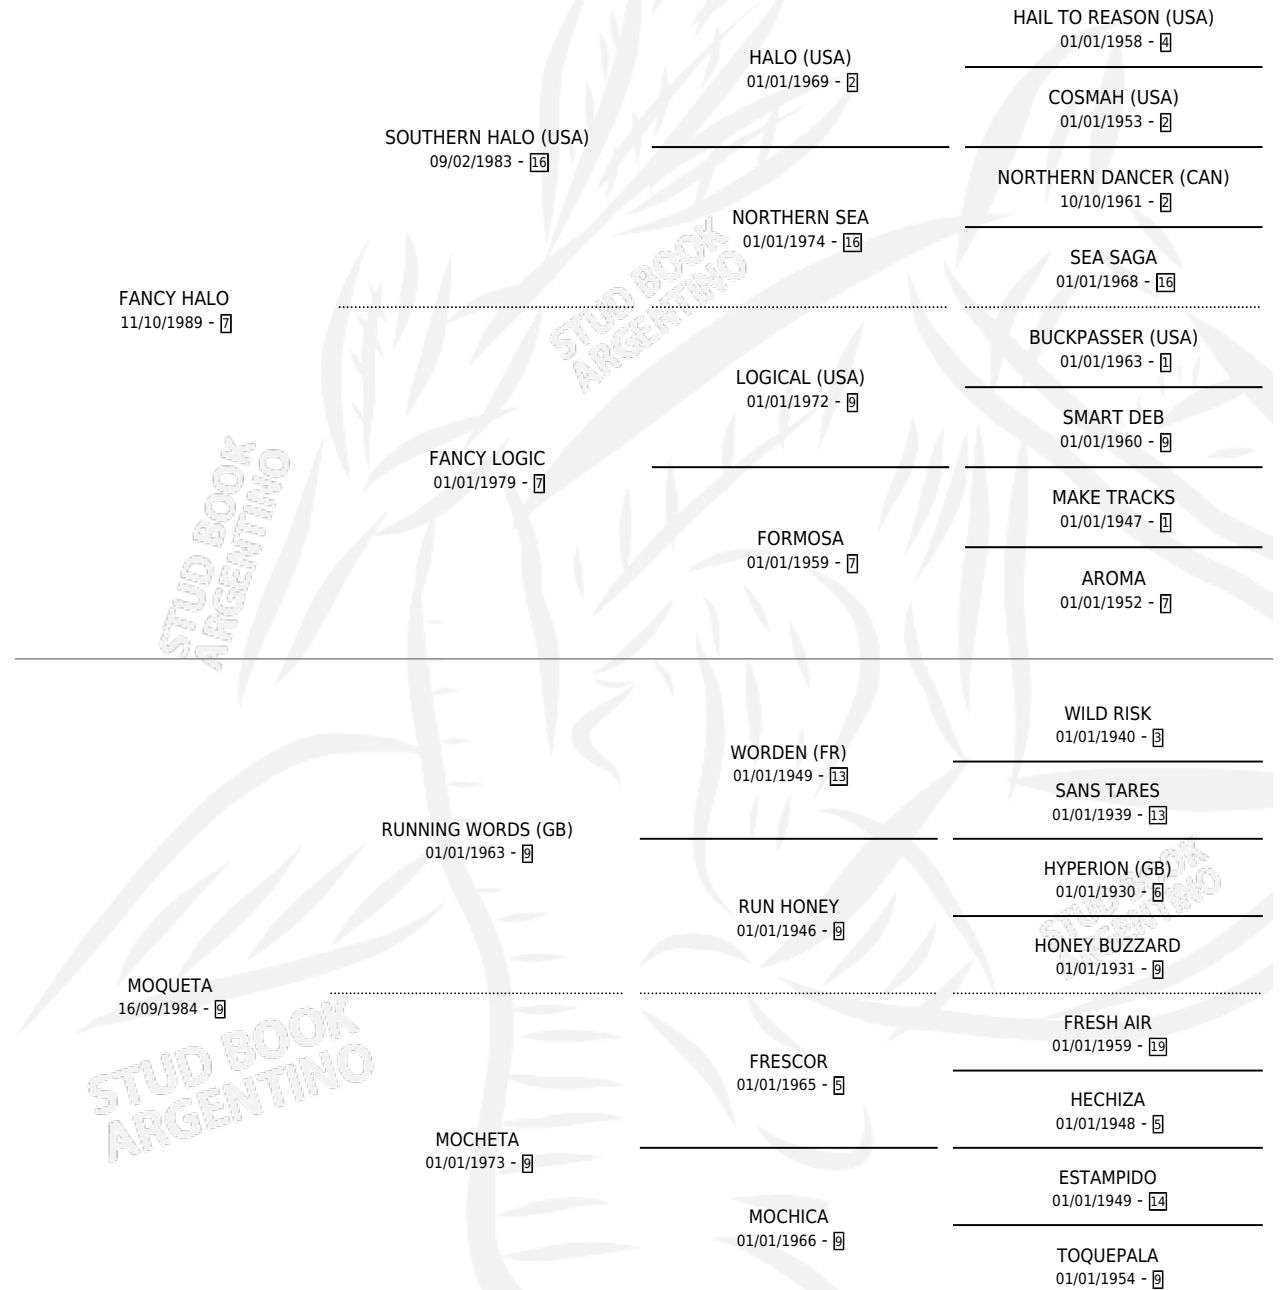 HAIL TO REASON (USA)
01/01/1958 - 4
HALO (USA)
01/01/1969 - 2
COSMAH (USA)
01/01/1953 - 2
SOUTHERN HALO (USA)
09/02/1983 - 16
NORTHERN DANCER (CAN)
10/10/1961 - 2
NORTHERN SEA
01/01/1974 - 16
SEA SAGA
01/01/1968 - 16
FANCY HALO
11/10/1989 - 7
BUCKPASSER (USA)
01/01/1963 - 1
LOGICAL (USA)
01/01/1972 - 9
SMART DEB
01/01/1960 - 9
FANCY LOGIC
01/01/1979 - 7
MAKE TRACKS
01/01/1947 - 1
FORMOSA
01/01/1959 - 7
AROMA
01/01/1952 - 7
STUD BOOK
ARGENTINO
STUD BOOK
ARGENTINO
WILD RISK
01/01/1940 - 3
WORDEN (FR)
01/01/1949 - 13
SANS TARES
01/01/1939 - 13
RUNNING WORDS (GB)
01/01/1963 - 9
HYPERION (GB)
01/01/1930 - 6
RUN HONEY
01/01/1946 - 9
HONEY BUZZARD
01/01/1931 - 9
STUD BOOK
ARGENTINO
MOQUETA
16/09/1984 - 9
FRESH AIR
01/01/1959 - 19
FRESCOR
01/01/1965 - 5
HECHIZA
01/01/1948 - 5
MOCHETA
01/01/1973 - 9
ESTAMPIDO
01/01/1949 - 14
MOCHICA
01/01/1966 - 9
TOQUEPALA
01/01/1954 - 9
STUD BOOK
ARGENTINO